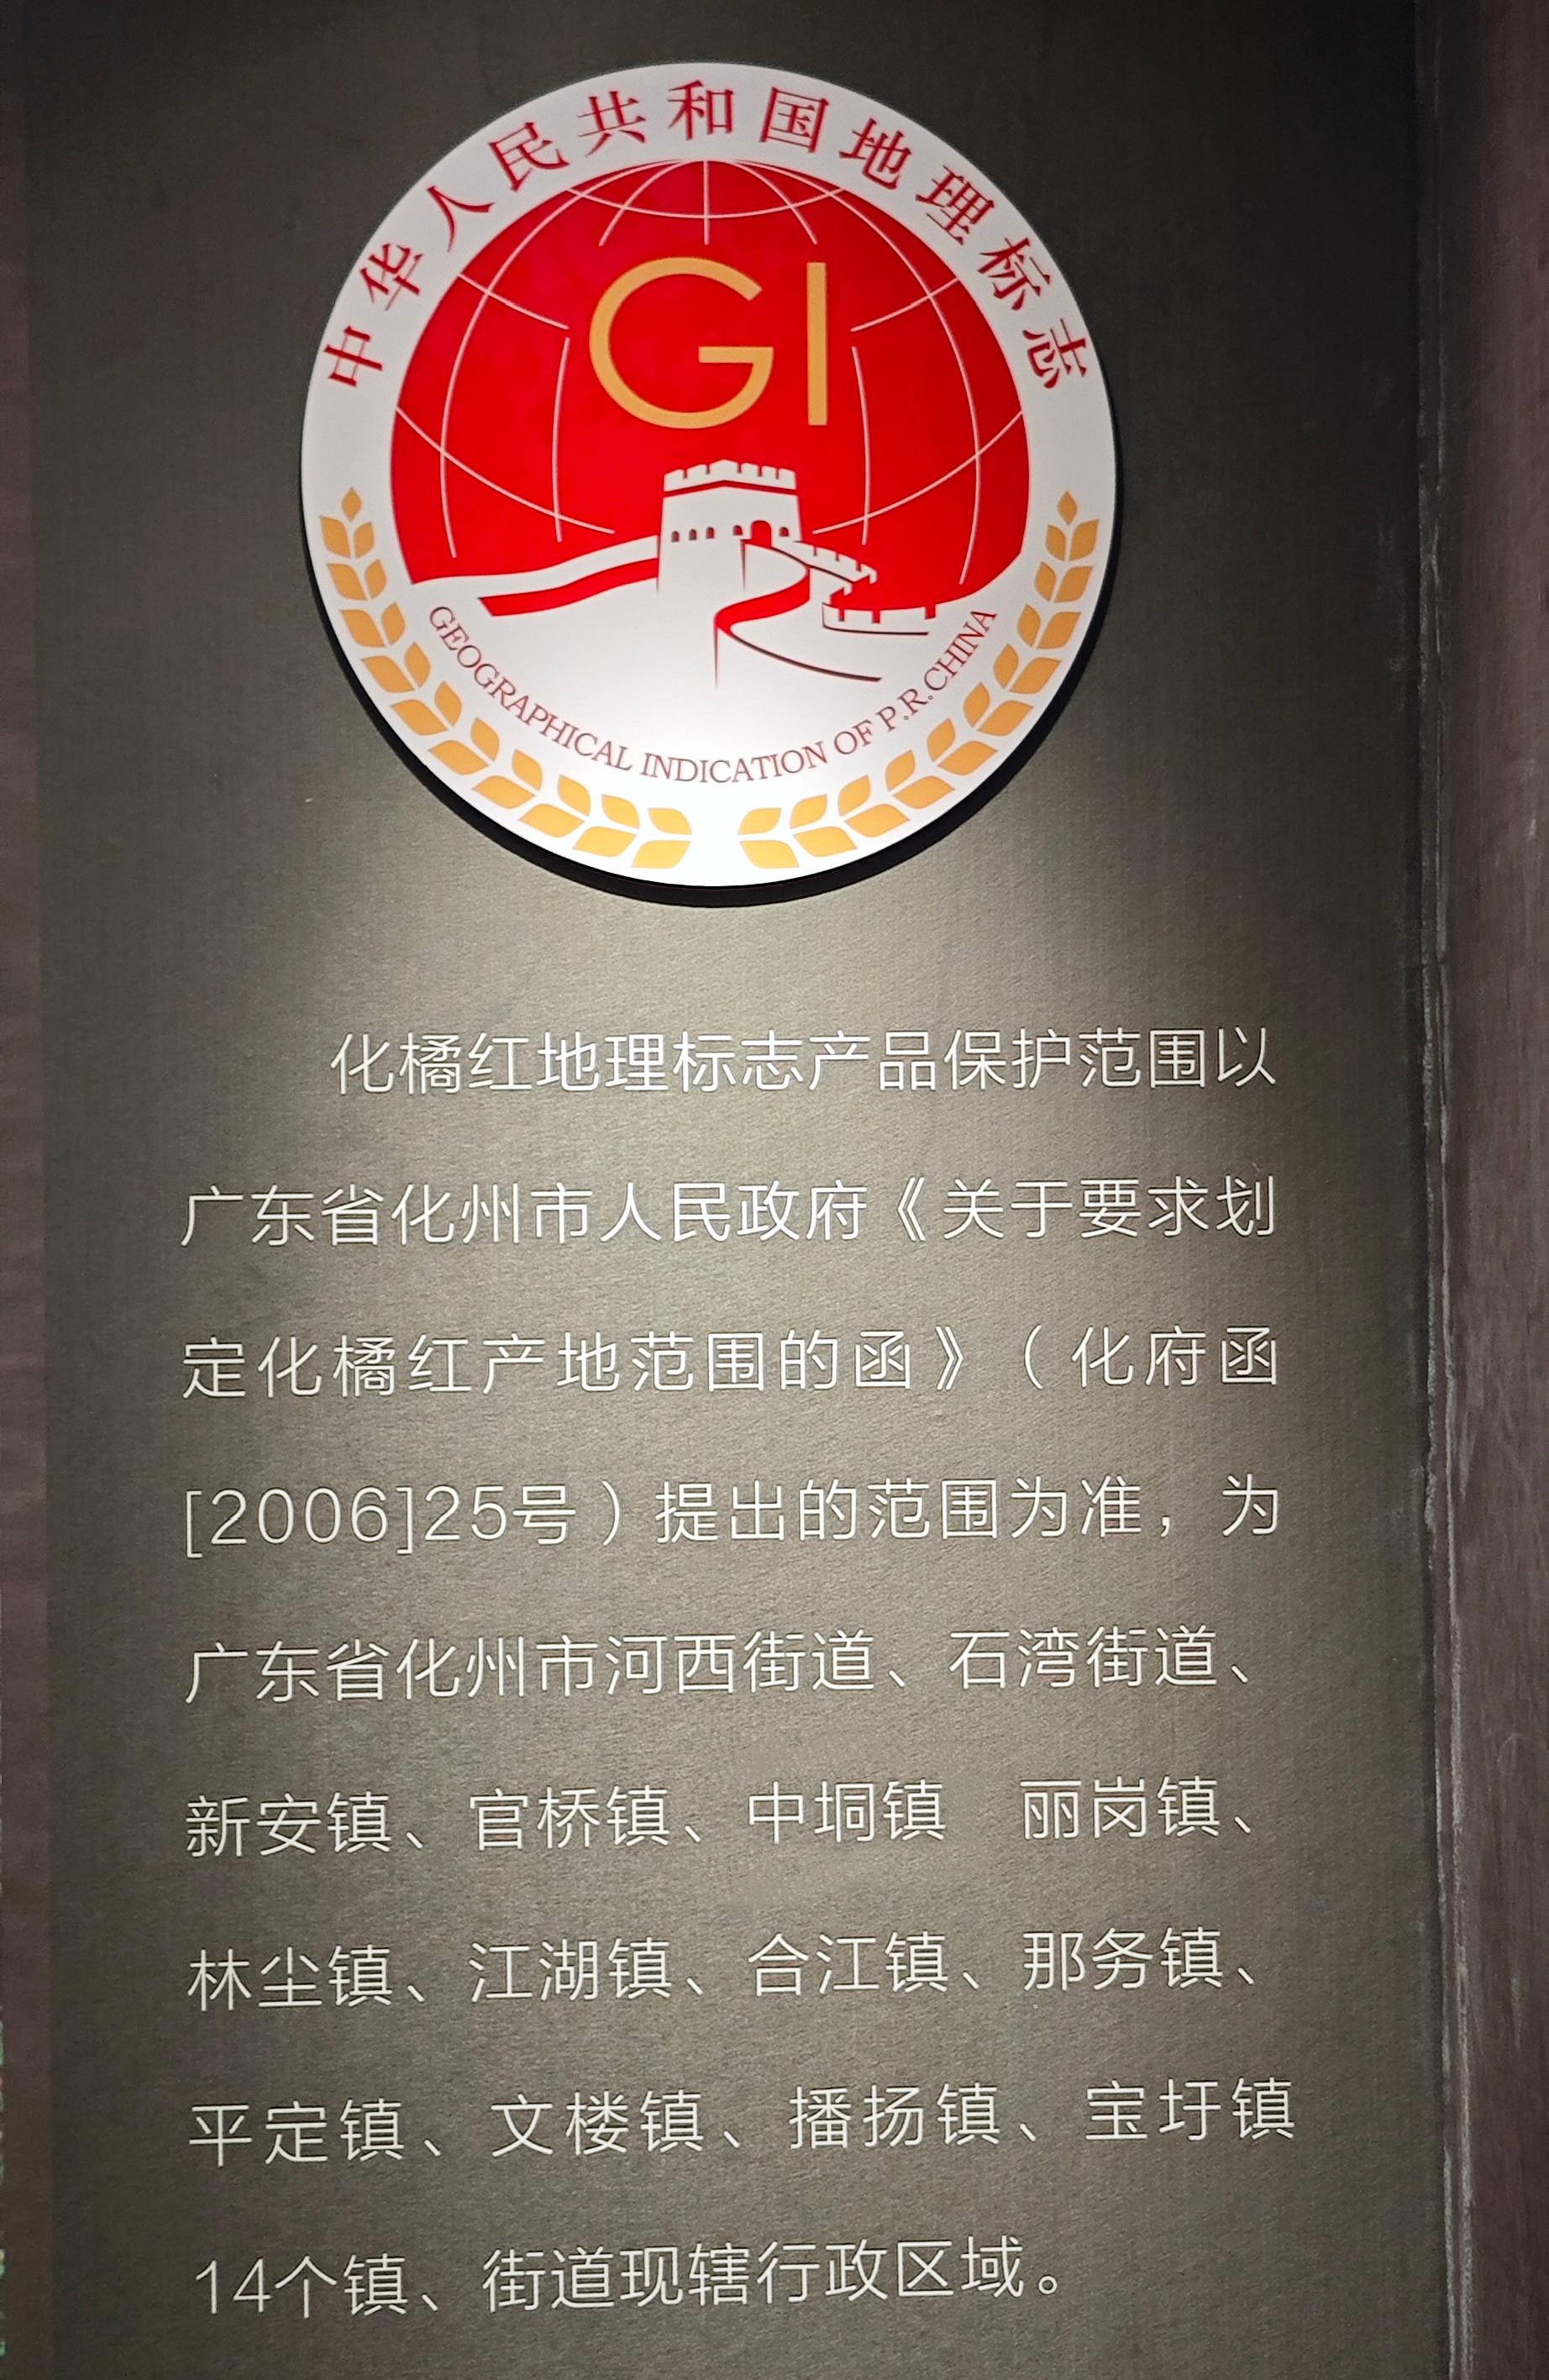 中华人民共和国地理标志
GI
GEOGRAPHICAL INDICATION OF P.R.CHINA
化橘红地理标志产品保护范围以
广东省化州市人民政府《关于要求划
定化橘红产地范围的函》（化府函
[2006]25号）提出的范围为准，为
广东省化州市河西街道、石湾街道、
新安镇、官桥镇、中垌镇 丽岗镇、
林尘镇、江湖镇、合江镇、那务镇、
平定镇、文楼镇、播扬镇、宝圩镇
14个镇、街道现辖行政区域。